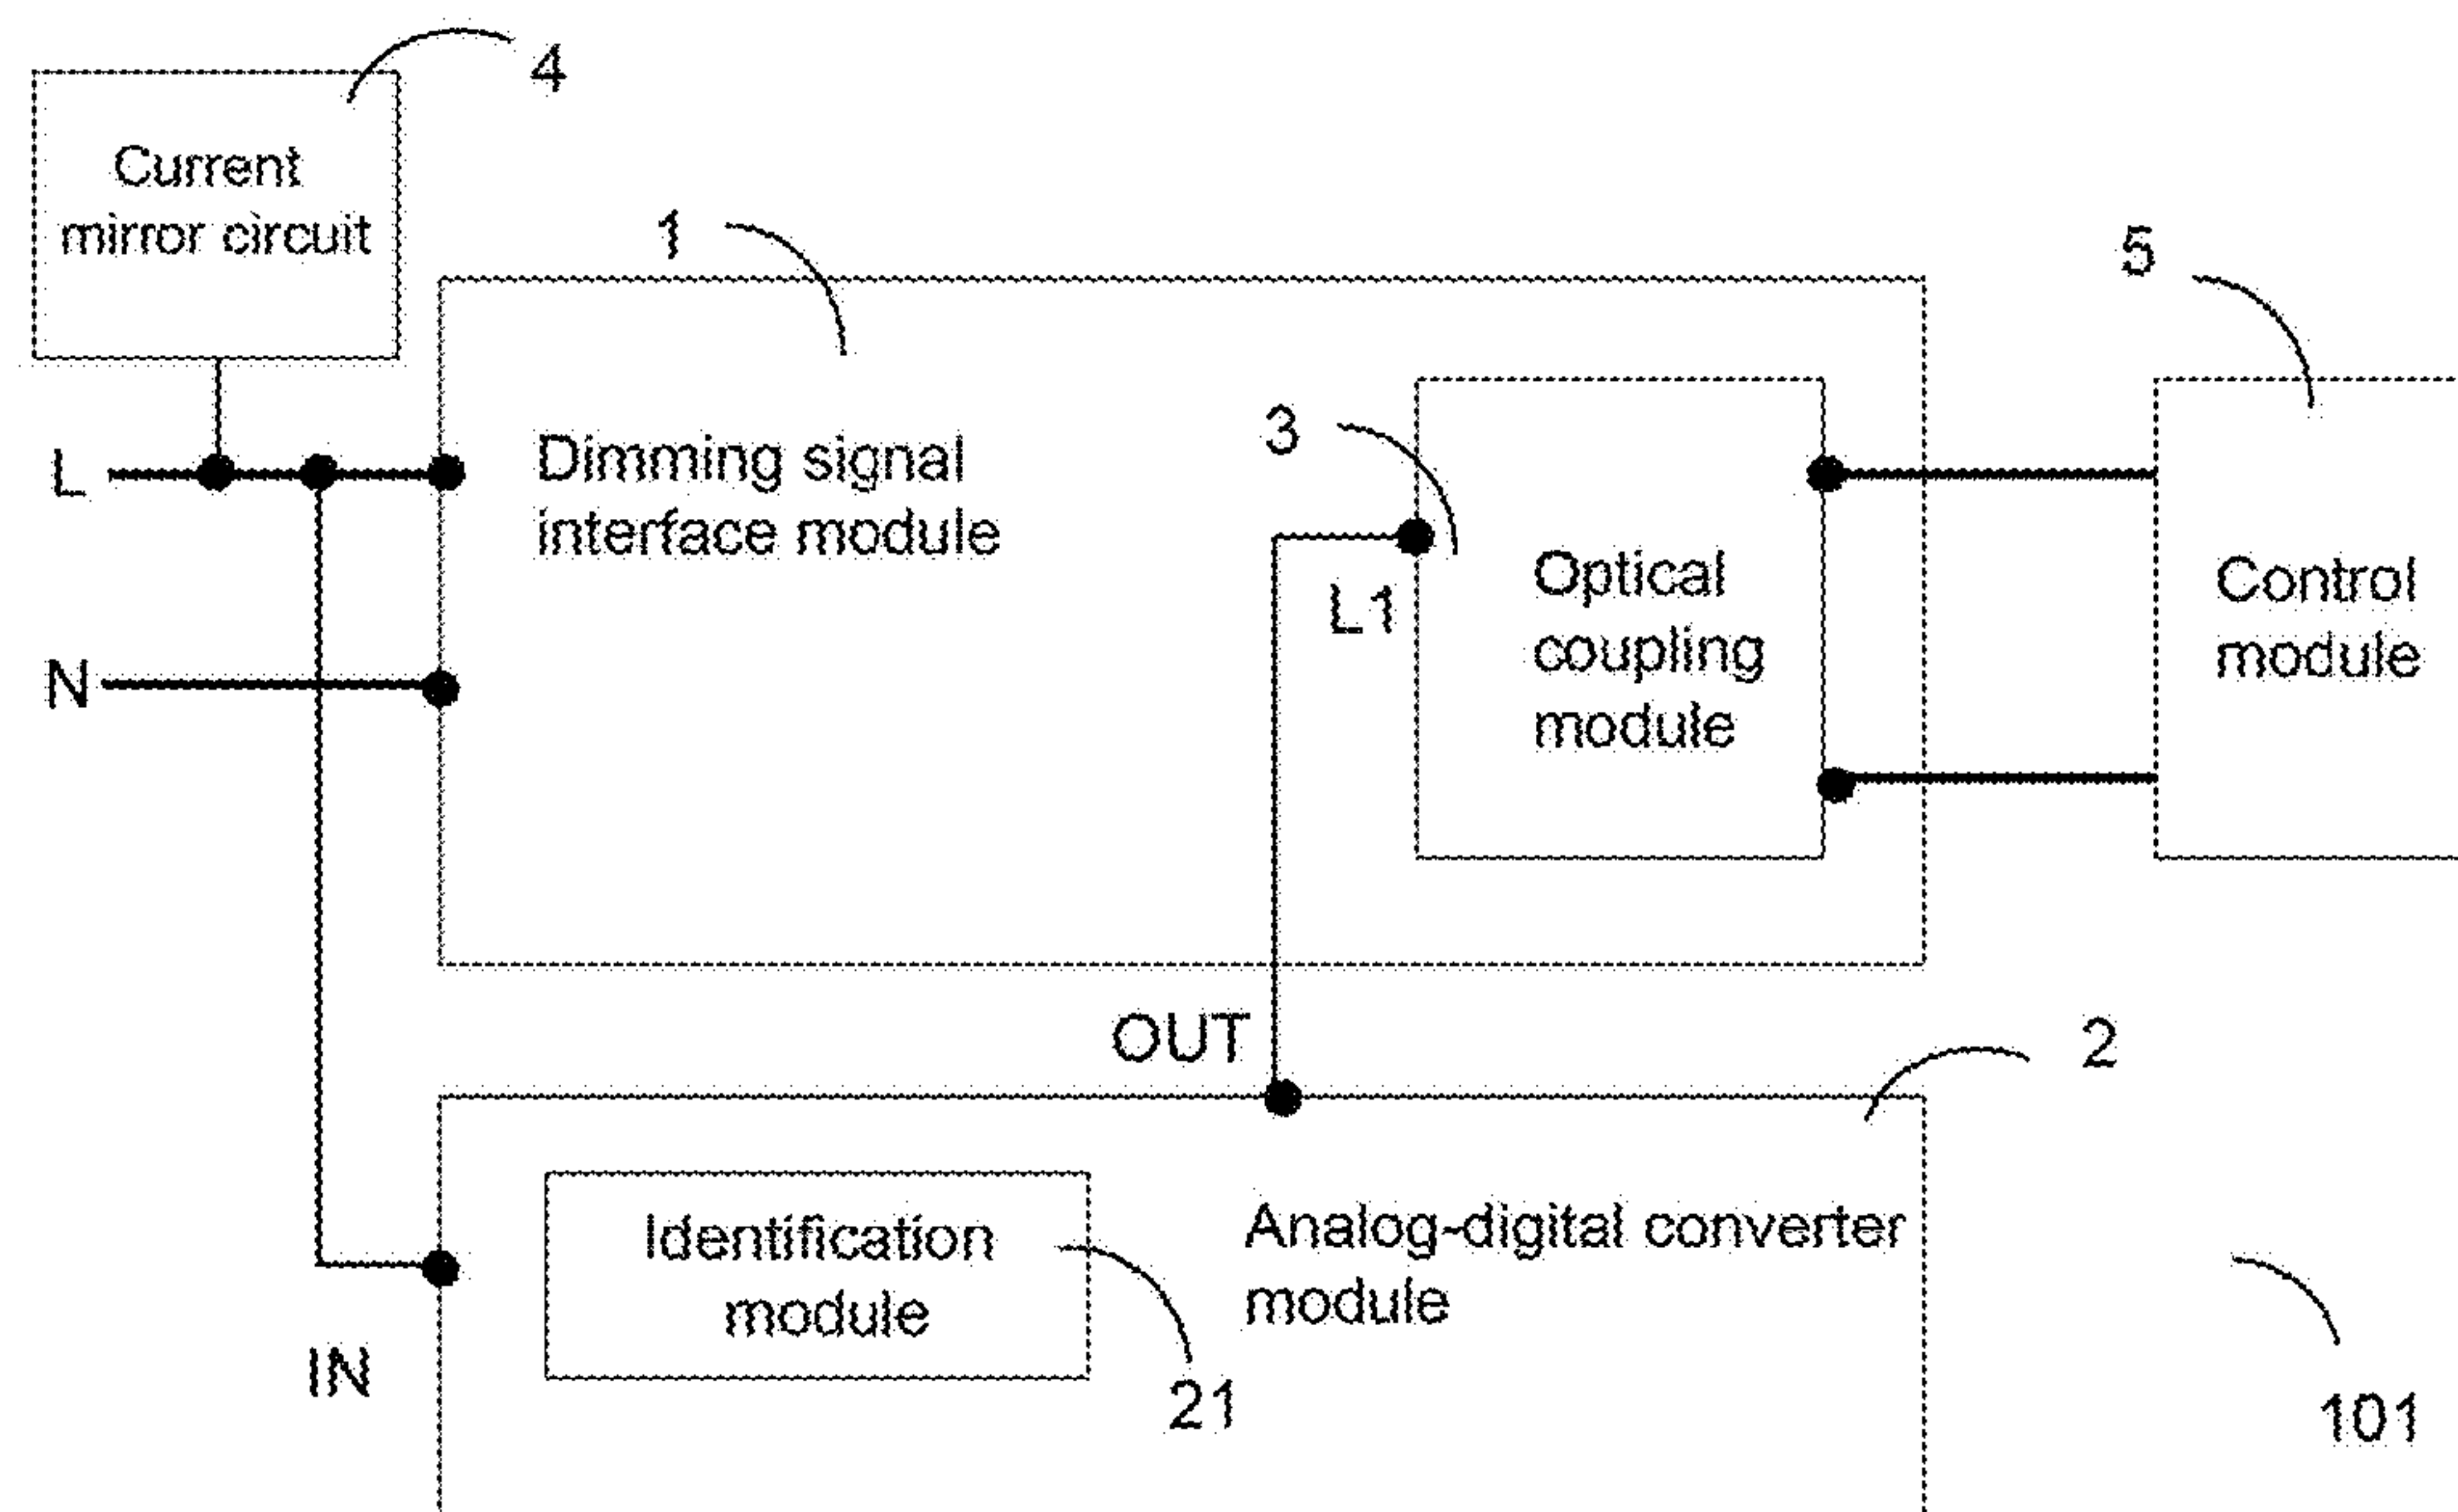 4
Current
mirror circuit
1
5
Dimming signal
interface module
3
L
L1
Optical
coupling
module
Control
module
N
OUT
2
Identification
module
Analog-digital converter
module
IN
21
101